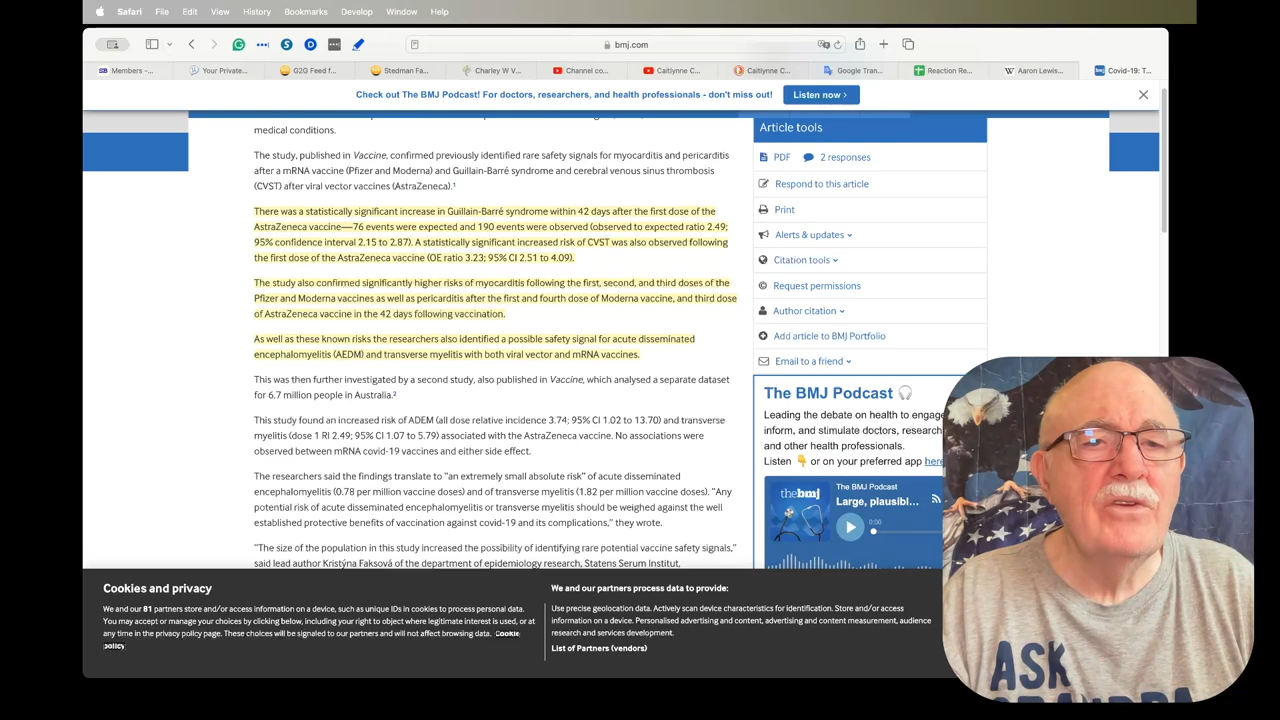 Safari File Edit View History Bookmarks Develop Window Help
bmj.com
Members –... Your Private... G2G Feed f... Stedman Fa... Charley W V... Channel co... Caitlynne C... Caitlynne C... Google Tran... Reaction Re... Aaron Lewis... Covid-19: T...
Check out The BMJ Podcast! For doctors, researchers, and health professionals - don't miss out! Listen now
medical conditions.
The study, published in Vaccine, confirmed previously identified rare safety signals for myocarditis and pericarditis
after a mRNA vaccine (Pfizer and Moderna) and Guillain-Barré syndrome and cerebral venous sinus thrombosis
(CVST) after viral vector vaccines (AstraZeneca).¹
There was a statistically significant increase in Guillain-Barré syndrome within 42 days after the first dose of the
AstraZeneca vaccine—76 events were expected and 190 events were observed (observed to expected ratio 2.49;
95% confidence interval 2.15 to 2.87). A statistically significant increased risk of CVST was also observed following
the first dose of the AstraZeneca vaccine (OE ratio 3.23; 95% CI 2.51 to 4.09).
The study also confirmed significantly higher risks of myocarditis following the first, second, and third doses of the
Pfizer and Moderna vaccines as well as pericarditis after the first and fourth dose of Moderna vaccine, and third dose
of AstraZeneca vaccine in the 42 days following vaccination.
As well as these known risks the researchers also identified a possible safety signal for acute disseminated
encephalomyelitis (AEDM) and transverse myelitis with both viral vector and mRNA vaccines.
This was then further investigated by a second study, also published in Vaccine, which analysed a separate dataset
for 6.7 million people in Australia.²
This study found an increased risk of ADEM (all dose relative incidence 3.74; 95% CI 1.02 to 13.70) and transverse
myelitis (dose 1 RI 2.49; 95% CI 1.07 to 5.79) associated with the AstraZeneca vaccine. No associations were
observed between mRNA covid-19 vaccines and either side effect.
The researchers said the findings translate to "an extremely small absolute risk" of acute disseminated
encephalomyelitis (0.78 per million vaccine doses) and of transverse myelitis (1.82 per million vaccine doses). "Any
potential risk of acute disseminated encephalomyelitis or transverse myelitis should be weighed against the well
established protective benefits of vaccination against covid-19 and its complications," they wrote.
"The size of the population in this study increased the possibility of identifying rare potential vaccine safety signals,"
said lead author Kristýna Faksová of the department of epidemiology research, Statens Serum Institut,
Article tools
PDF 2 responses
Respond to this article
Print
Alerts & updates
Citation tools
Request permissions
Author citation
Add article to BMJ Portfolio
Email to a friend
The BMJ Podcast
Leading the debate on health to engage
inform, and stimulate doctors, research
and other health professionals.
Listen or on your preferred app here
thebmj
The BMJ Podcast
Large, plausibl...
0:00
Cookies and privacy
We and our 81 partners store and/or access information on a device, such as unique IDs in cookies to process personal data.
You may accept or manage your choices by clicking below, including your right to object where legitimate interest is used, or at
any time in the privacy policy page. These choices will be signaled to our partners and will not affect browsing data. Cookie
policy
We and our partners process data to provide:
Use precise geolocation data. Actively scan device characteristics for identification. Store and/or access
information on a device. Personalised advertising and content, advertising and content measurement, audience
research and services development.
List of Partners (vendors)
ASK